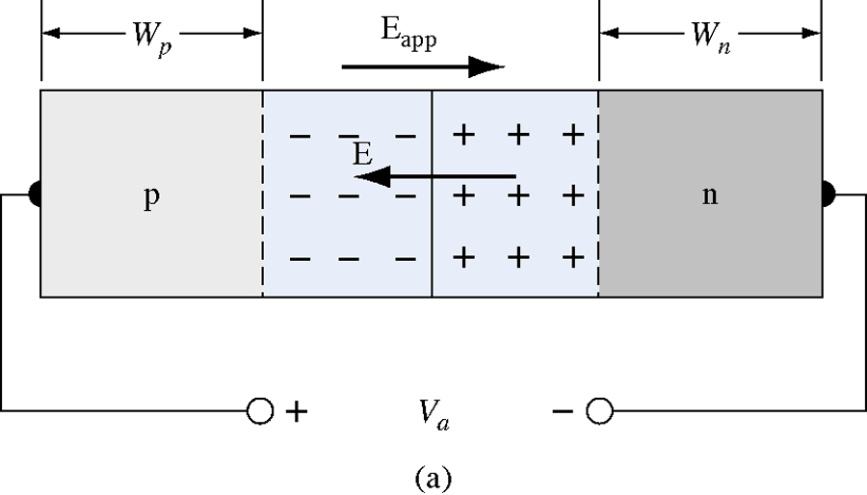 W_p E_app W_n
− − − + + +
E
p − − − + + + n
− − − + + +
+ V_a −
(a)